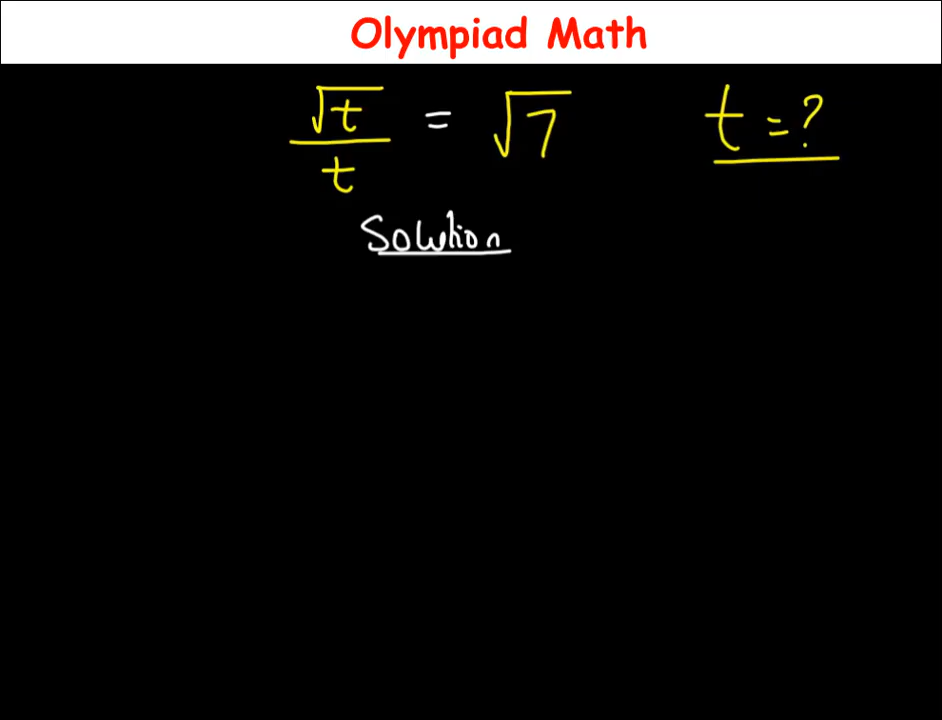 Olympiad Math
√t / t = √7 t = ?
Solution